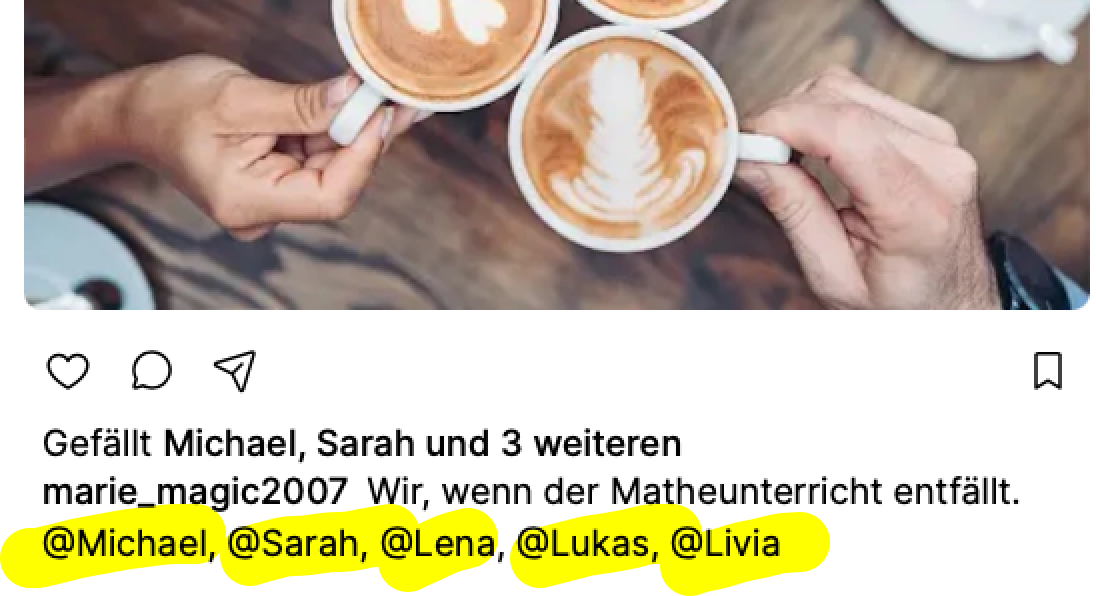 Gefällt Michael, Sarah und 3 weiteren
marie_magic2007 Wir, wenn der Matheunterricht entfällt.
@Michael, @Sarah, @Lena, @Lukas, @Livia